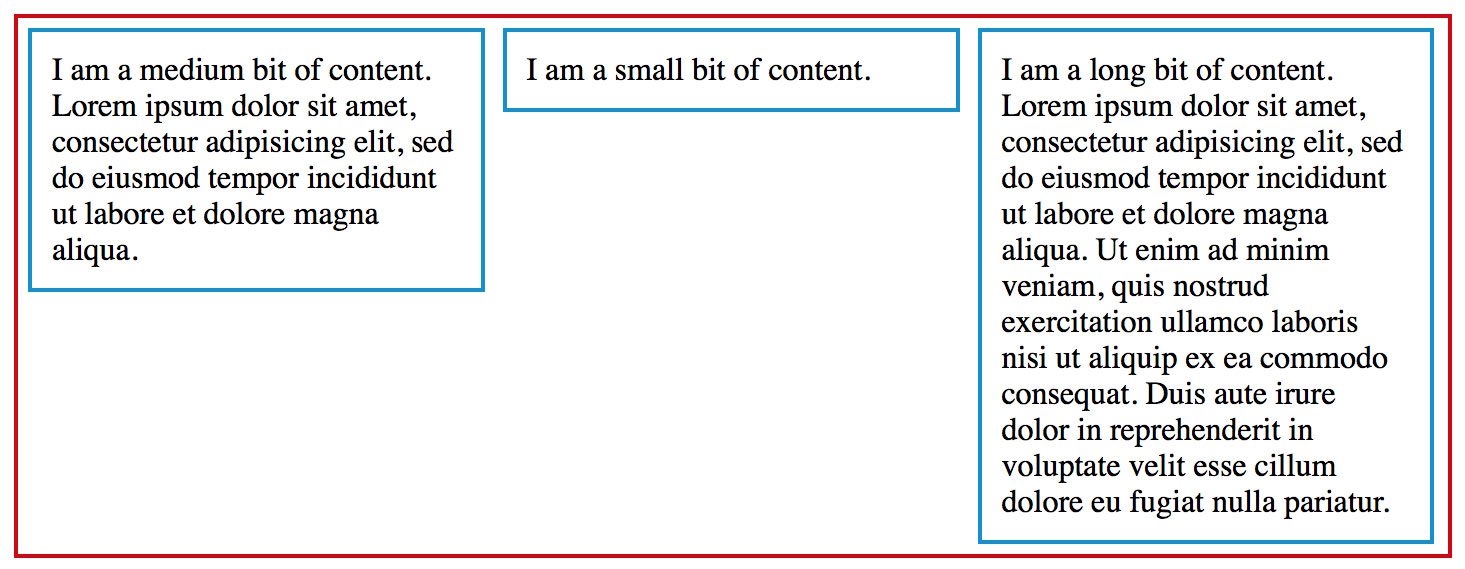 I am a medium bit of content.
Lorem ipsum dolor sit amet,
consectetur adipisicing elit, sed
do eiusmod tempor incididunt
ut labore et dolore magna
aliqua.
I am a small bit of content.
I am a long bit of content.
Lorem ipsum dolor sit amet,
consectetur adipisicing elit, sed
do eiusmod tempor incididunt
ut labore et dolore magna
aliqua. Ut enim ad minim
veniam, quis nostrud
exercitation ullamco laboris
nisi ut aliquip ex ea commodo
consequat. Duis aute irure
dolor in reprehenderit in
voluptate velit esse cillum
dolore eu fugiat nulla pariatur.